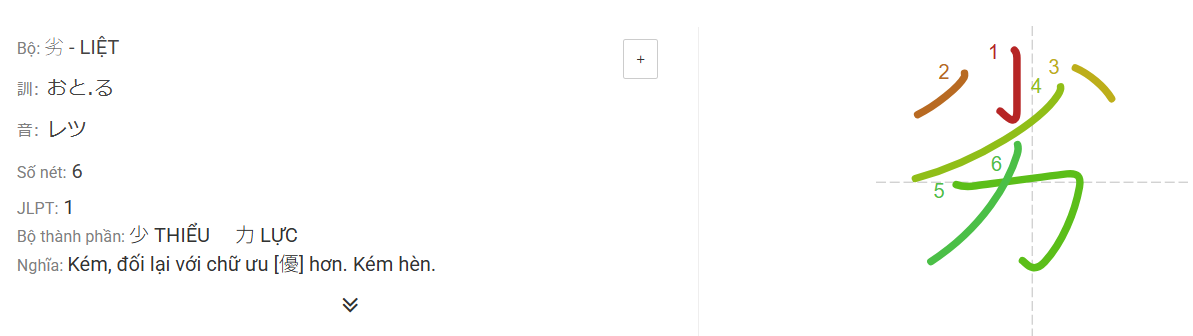 Bộ: 劣 - LIỆT
+
訓: おと.る
音: レツ
Số nét: 6
JLPT: 1
Bộ thành phần: 少 THIỂU 力 LỰC
Nghĩa: Kém, đối lại với chữ ưu [優] hơn. Kém hèn.
劣
1
2
3
4
5
6